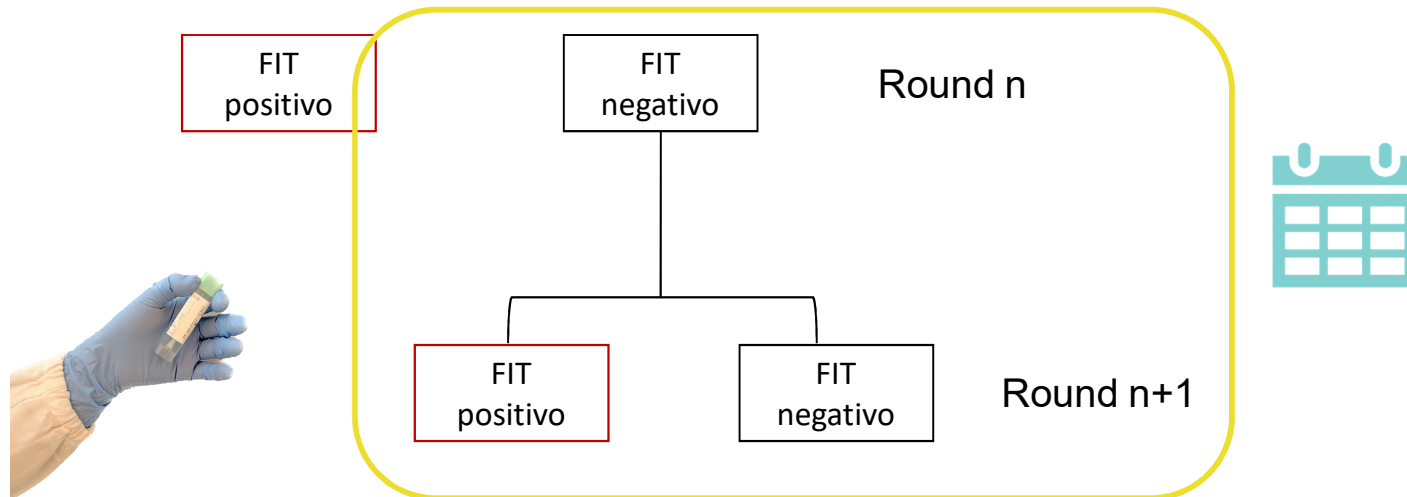 FIT
positivo
FIT
negativo
Round n
FIT
positivo
FIT
negativo
Round n+1